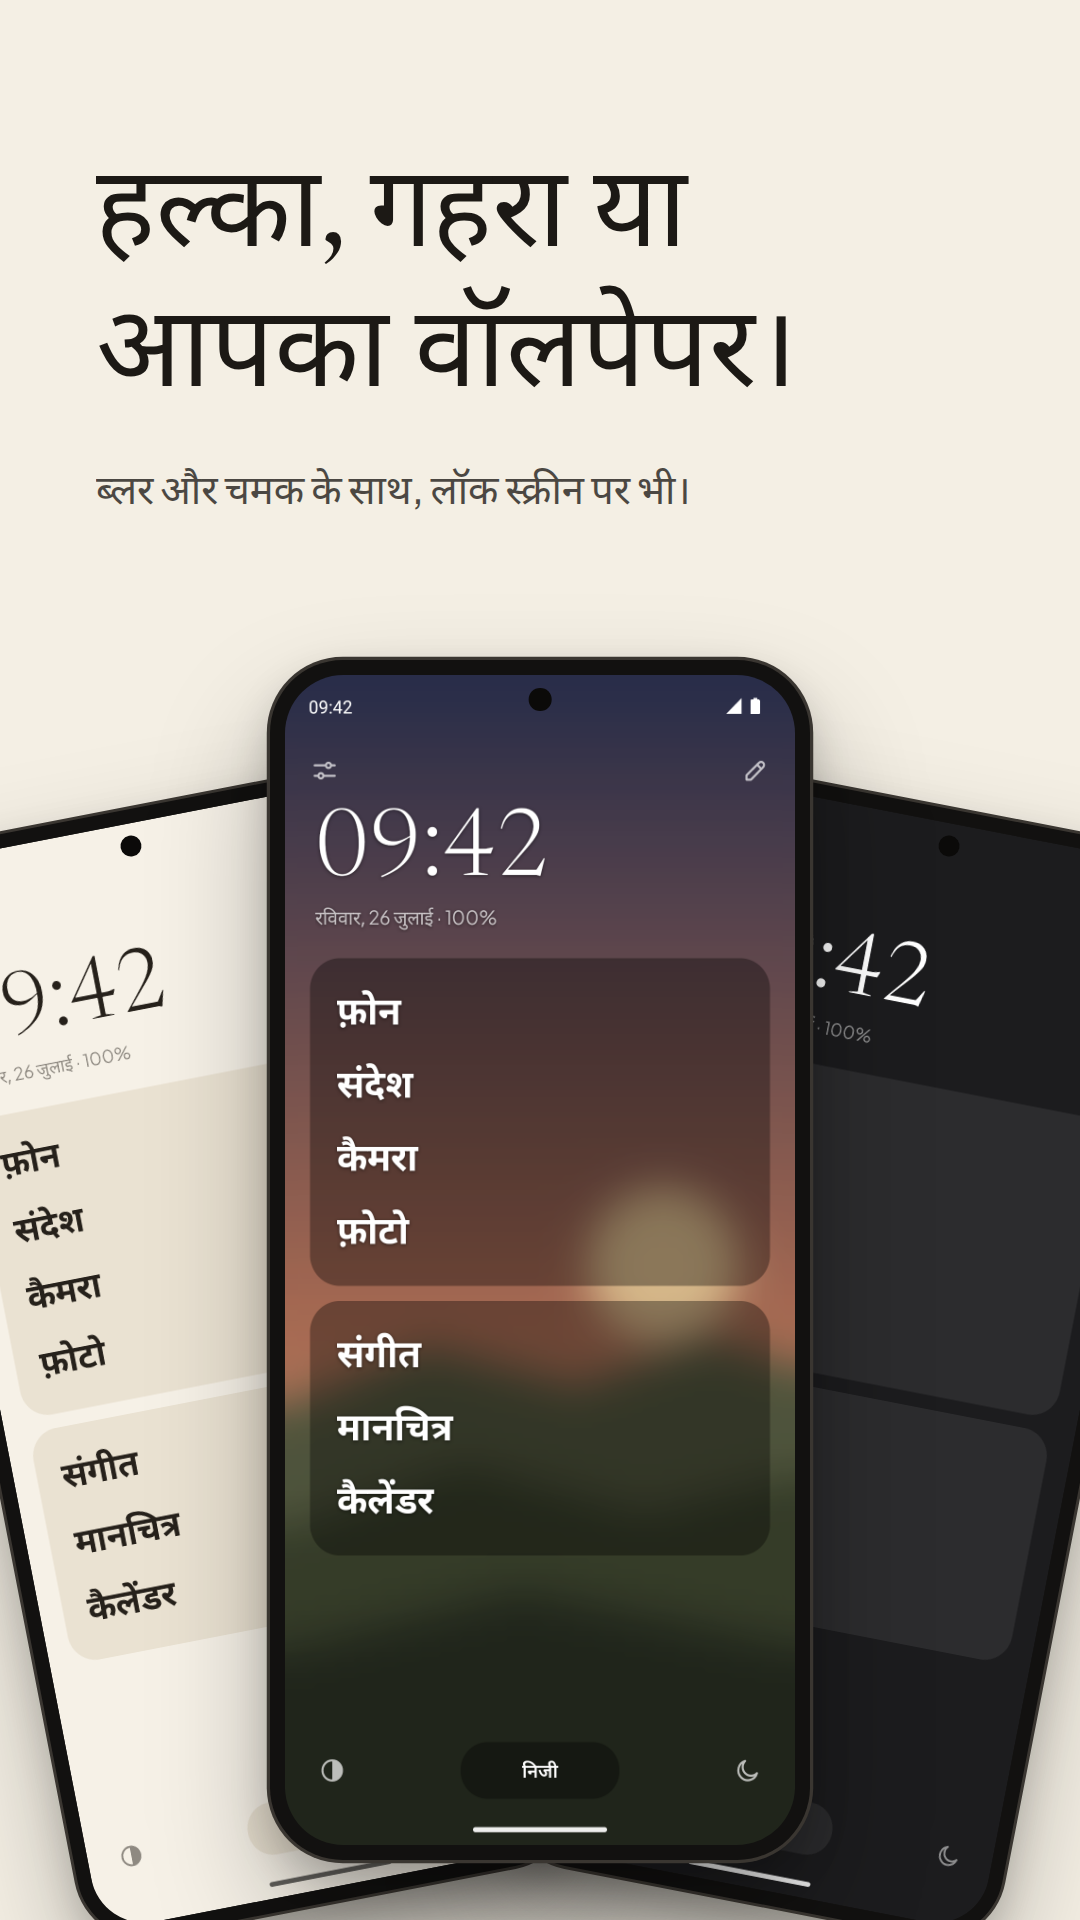 हल्का, गहरा या
आपका वॉलपेपर।
ब्लर और चमक के साथ, लॉक स्क्रीन पर भी।
09:42
09:42
रविवार, 26 जुलाई · 100%
फ़ोन
संदेश
कैमरा
फ़ोटो
संगीत
मानचित्र
कैलेंडर
निजी
9:42
र, 26 जुलाई · 100%
फ़ोन
संदेश
कैमरा
फ़ोटो
संगीत
मानचित्र
कैलेंडर
:42
· 100%